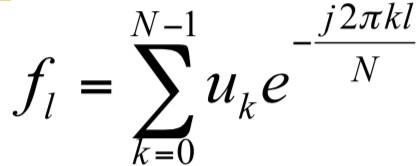 f_l = \sum_{k=0}^{N-1} u_k e^{-\frac{j2\pi kl}{N}}